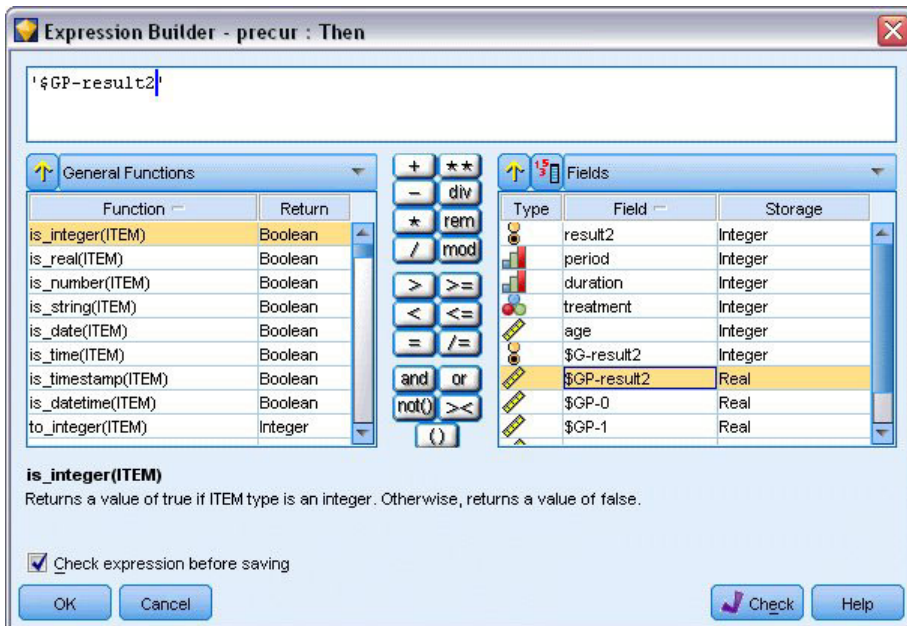 Expression Builder - precur : Then
'$GP-result2'
General Functions
Function Return
is_integer(ITEM) Boolean
is_real(ITEM) Boolean
is_number(ITEM) Boolean
is_string(ITEM) Boolean
is_date(ITEM) Boolean
is_time(ITEM) Boolean
is_timestamp(ITEM) Boolean
is_datetime(ITEM) Boolean
to_integer(ITEM) Integer
+ **
- div
* rem
/ mod
> >=
< <=
= /=
and or
not() ><
()
Fields
Type Field Storage
result2 Integer
period Integer
duration Integer
treatment Integer
age Integer
$G-result2 Integer
$GP-result2 Real
$GP-0 Real
$GP-1 Real
is_integer(ITEM)
Returns a value of true if ITEM type is an integer. Otherwise, returns a value of false.
Check expression before saving
OK Cancel Check Help